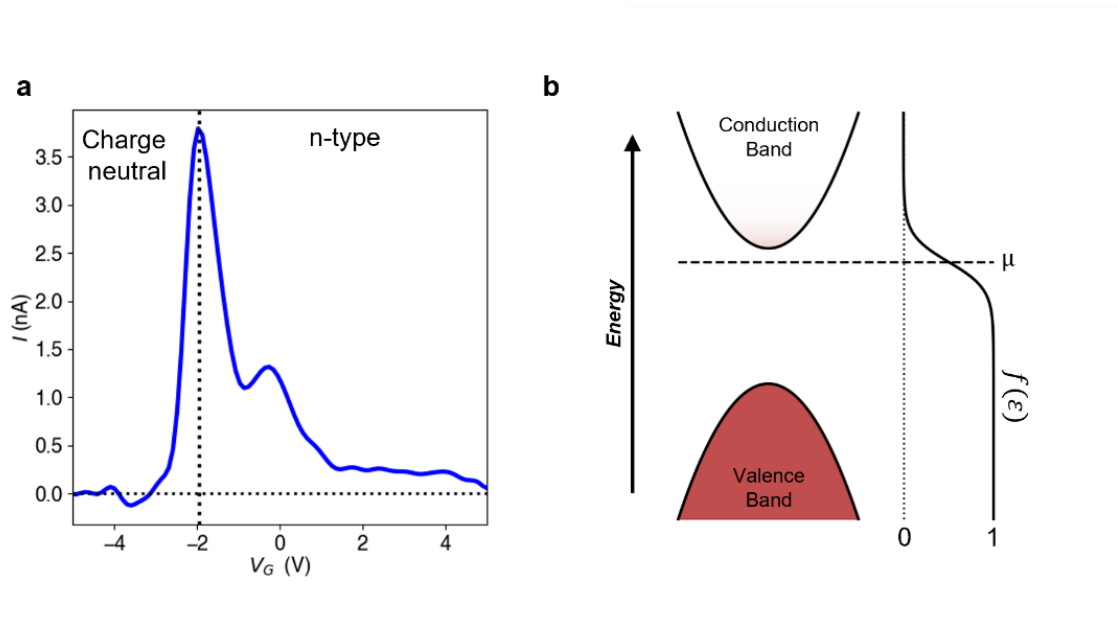 a
Charge
neutral
n-type
3.5
3.0
2.5
2.0
1.5
1.0
0.5
0.0
I (nA)
−4
−2
0
2
4
V_G (V)
b
Energy
Conduction
Band
μ
Valence
Band
f(ε)
0
1